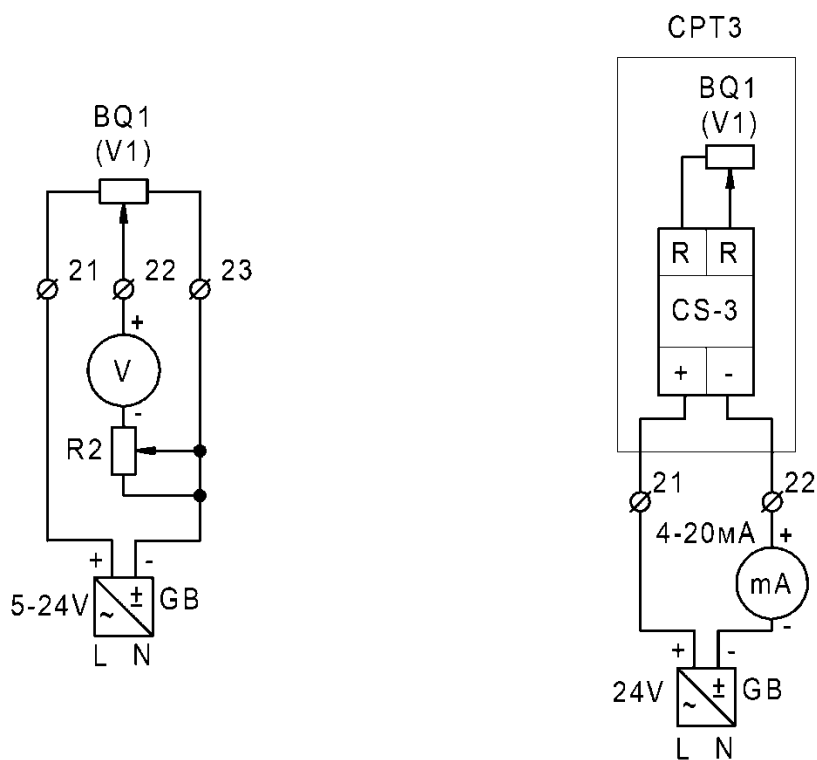 BQ1
(V1)
21 22 23
+
V
-
R2
+ -
5-24V ~ ± GB
L N
CPT3
BQ1
(V1)
R R
CS-3
+ -
21 22
4-20мА +
mA
-
+ -
24V ~ ± GB
L N